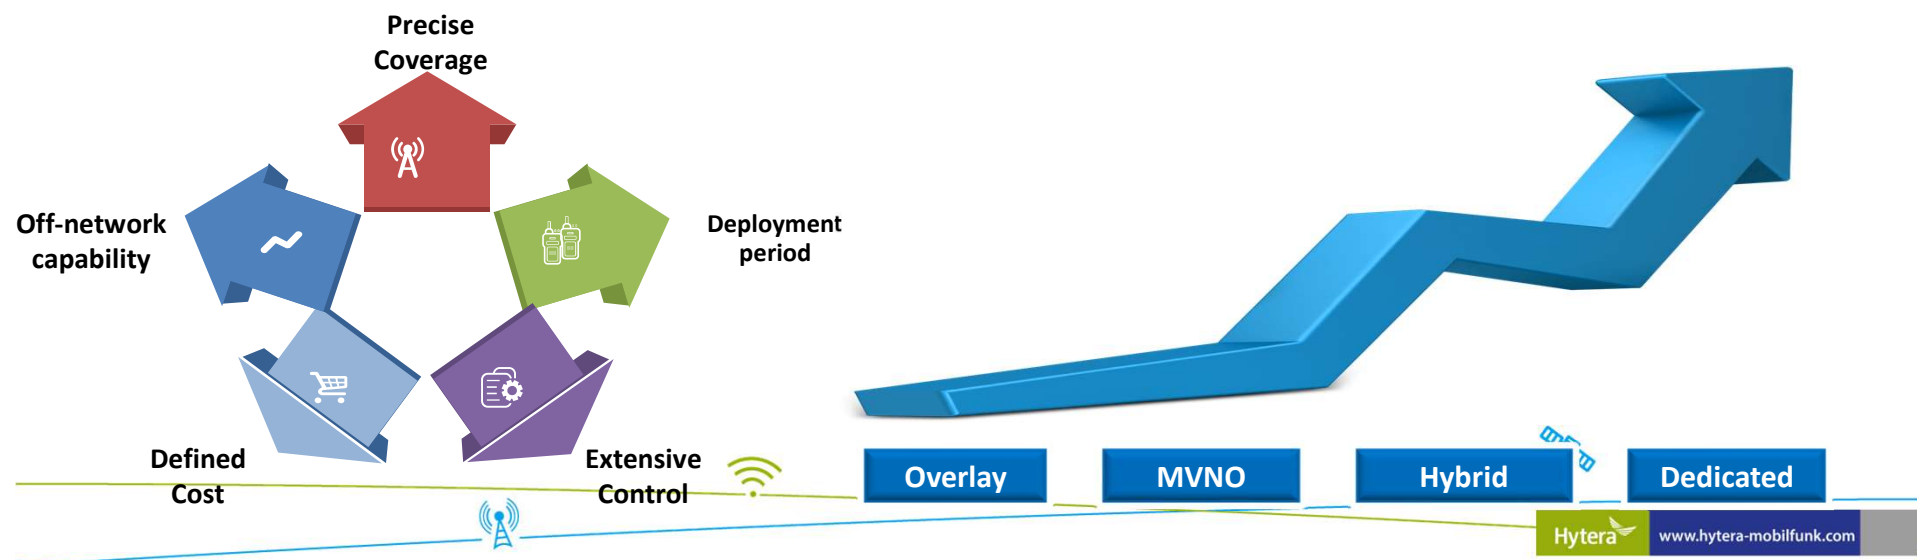 Precise
Coverage
Off-network
capability
Deployment
period
Defined
Cost
Extensive
Control
Overlay
MVNO
Hybrid
Dedicated
Hytera
www.hytera-mobilfunk.com